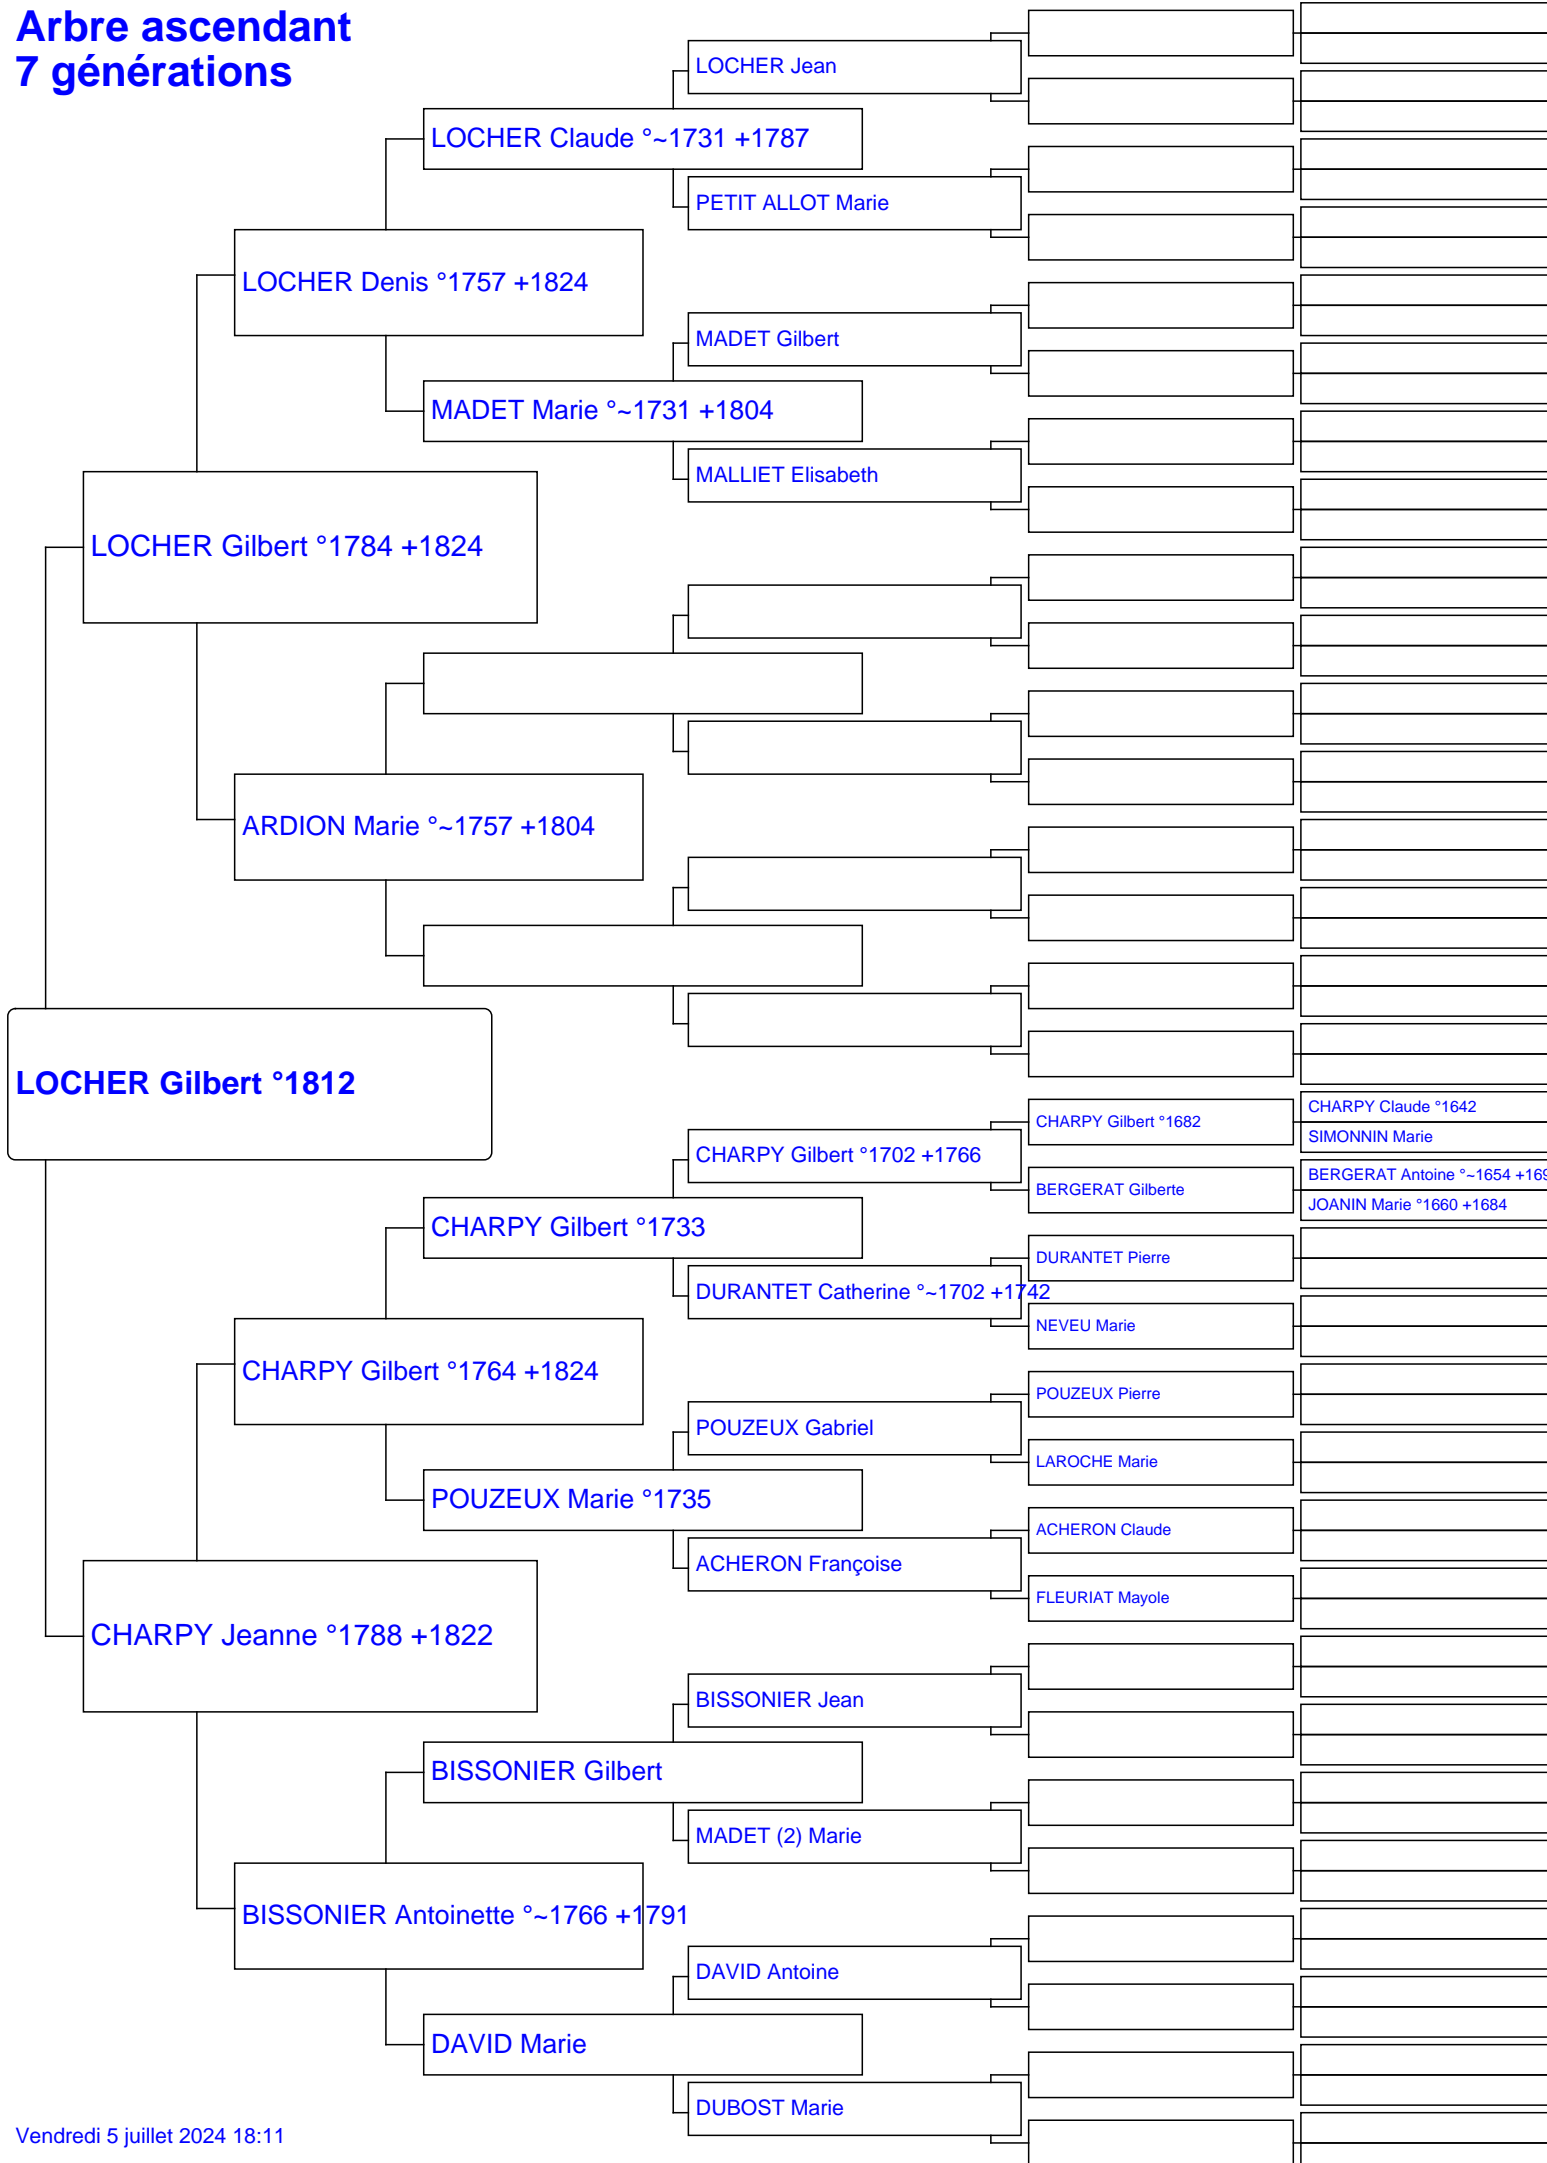 Arbre ascendant
7 générations
LOCHER Jean
LOCHER Claude °~1731 +1787
PETIT ALLOT Marie
LOCHER Denis °1757 +1824
MADET Gilbert
MADET Marie °~1731 +1804
MALLIET Elisabeth
LOCHER Gilbert °1784 +1824
ARDION Marie °~1757 +1804
LOCHER Gilbert °1812
CHARPY Claude °1642
CHARPY Gilbert °1682
SIMONNIN Marie
CHARPY Gilbert °1702 +1766
BERGERAT Antoine °~1654 +169
BERGERAT Gilberte
JOANIN Marie °1660 +1684
CHARPY Gilbert °1733
DURANTET Pierre
DURANTET Catherine °~1702 +1742
NEVEU Marie
CHARPY Gilbert °1764 +1824
POUZEUX Pierre
POUZEUX Gabriel
LAROCHE Marie
POUZEUX Marie °1735
ACHERON Claude
ACHERON Françoise
FLEURIAT Mayole
CHARPY Jeanne °1788 +1822
BISSONIER Jean
BISSONIER Gilbert
MADET (2) Marie
BISSONIER Antoinette °~1766 +1791
DAVID Antoine
DAVID Marie
DUBOST Marie
Vendredi 5 juillet 2024 18:11